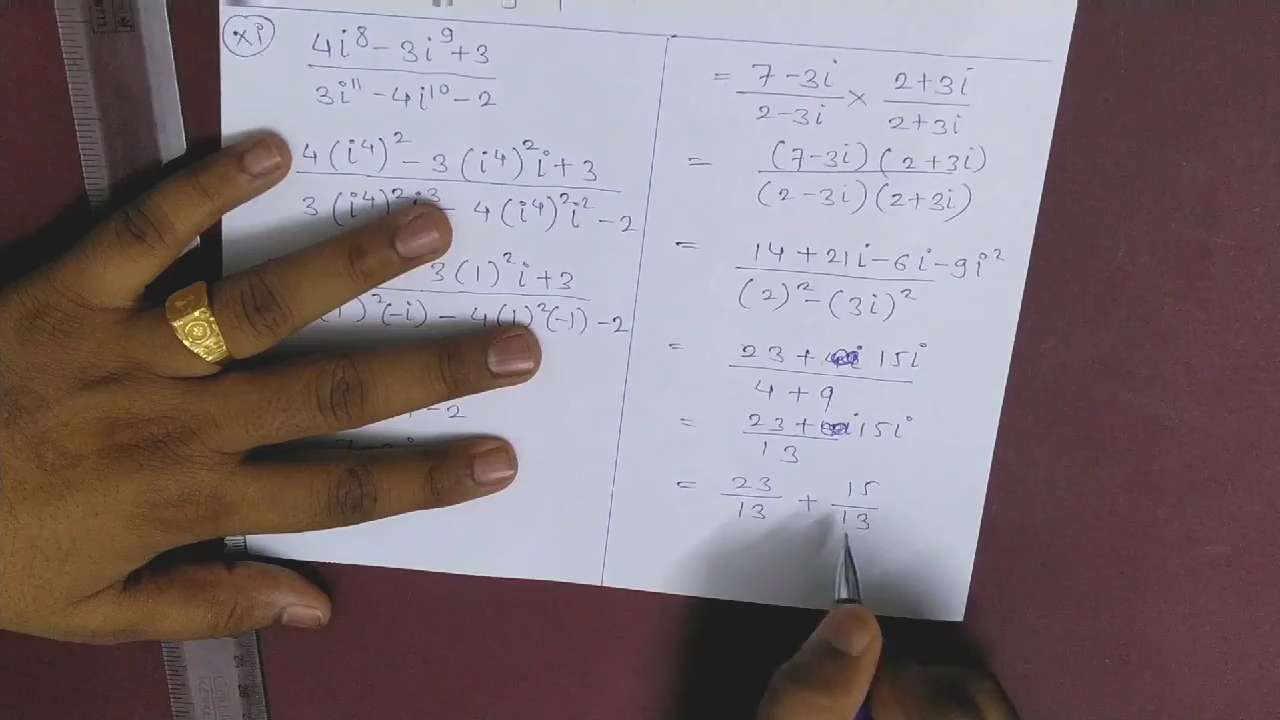 xi
4i⁸ - 3i⁹ + 3
3i¹¹ - 4i¹⁰ - 2
4(i⁴)² - 3(i⁴)²i + 3
3(i⁴)²i³ - 4(i⁴)²i² - 2
3(1)²i + 3
1)²(-i) - 4(1)²(-1) - 2
- 2
= 7 - 3i / 2 - 3i × 2 + 3i / 2 + 3i
= (7-3i)(2+3i) / (2-3i)(2+3i)
= 14 + 21i - 6i - 9i² / (2)² - (3i)²
= 23 + 15i / 4 + 9
= 23 + 15i / 13
= 23/13 + 15/13